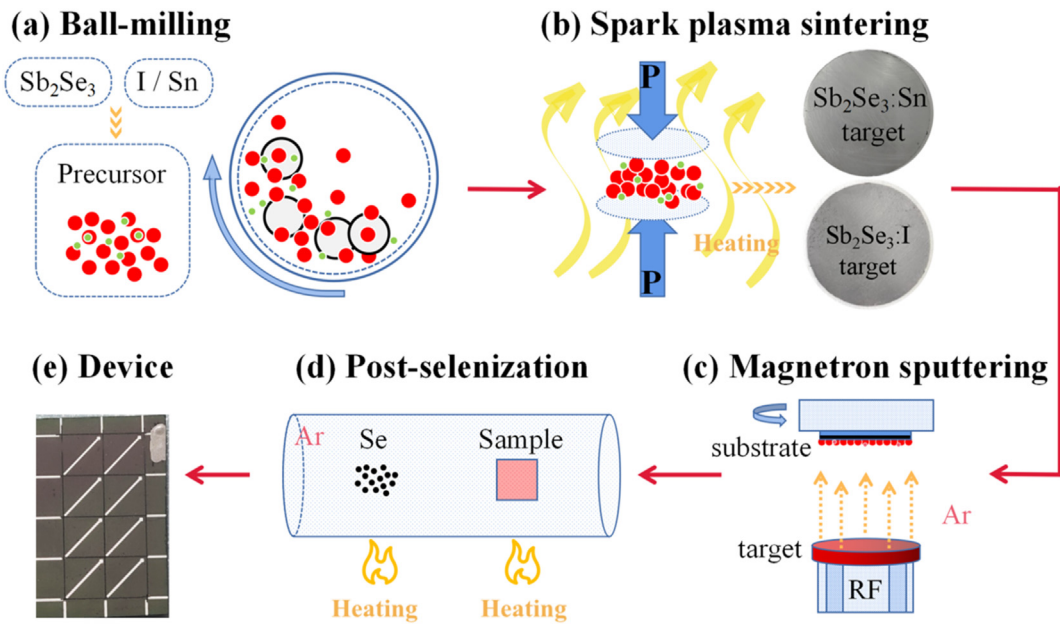 (a) Ball-milling
Sb₂Se₃
I / Sn
Precursor
(b) Spark plasma sintering
P
P
Heating
Sb₂Se₃:Sn
target
Sb₂Se₃:I
target
(c) Magnetron sputtering
substrate
Ar
target
RF
(d) Post-selenization
Ar
Se
Sample
Heating
Heating
(e) Device